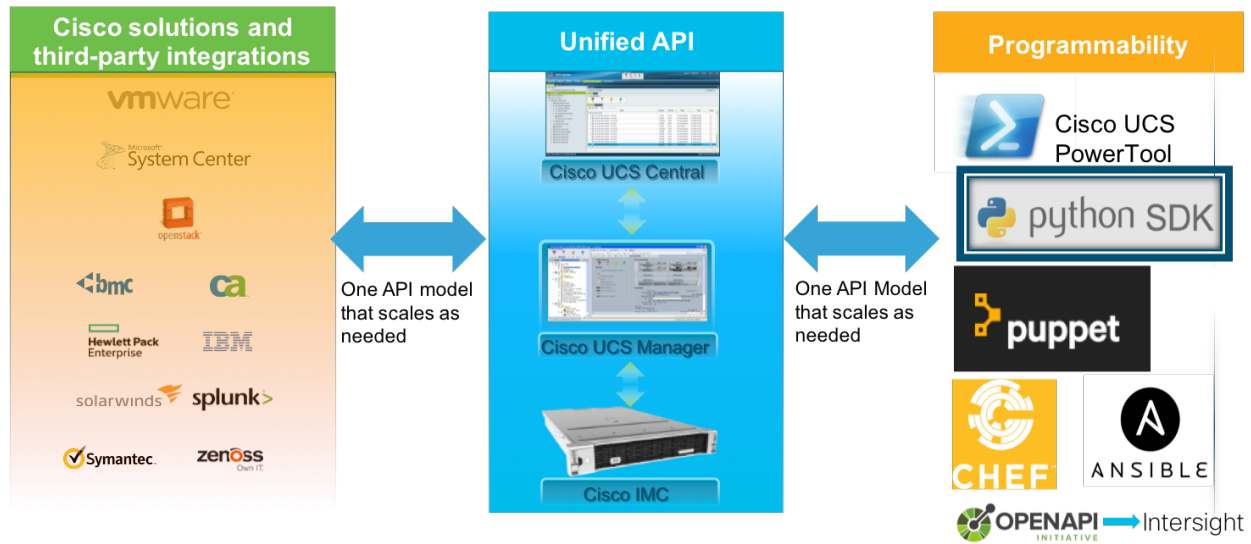 Cisco solutions and
third-party integrations
vmware
Microsoft
System Center
openstack
bmc
ca
Hewlett Pack
Enterprise
IBM
solarwinds
splunk>
Symantec.
zenoss
Own IT.
One API model
that scales as
needed
Unified API
Cisco UCS Central
Cisco UCS Manager
Cisco IMC
One API Model
that scales as
needed
Programmability
Cisco UCS
PowerTool
python SDK
puppet
CHEF
ANSIBLE
OPENAPI
INITIATIVE
Intersight